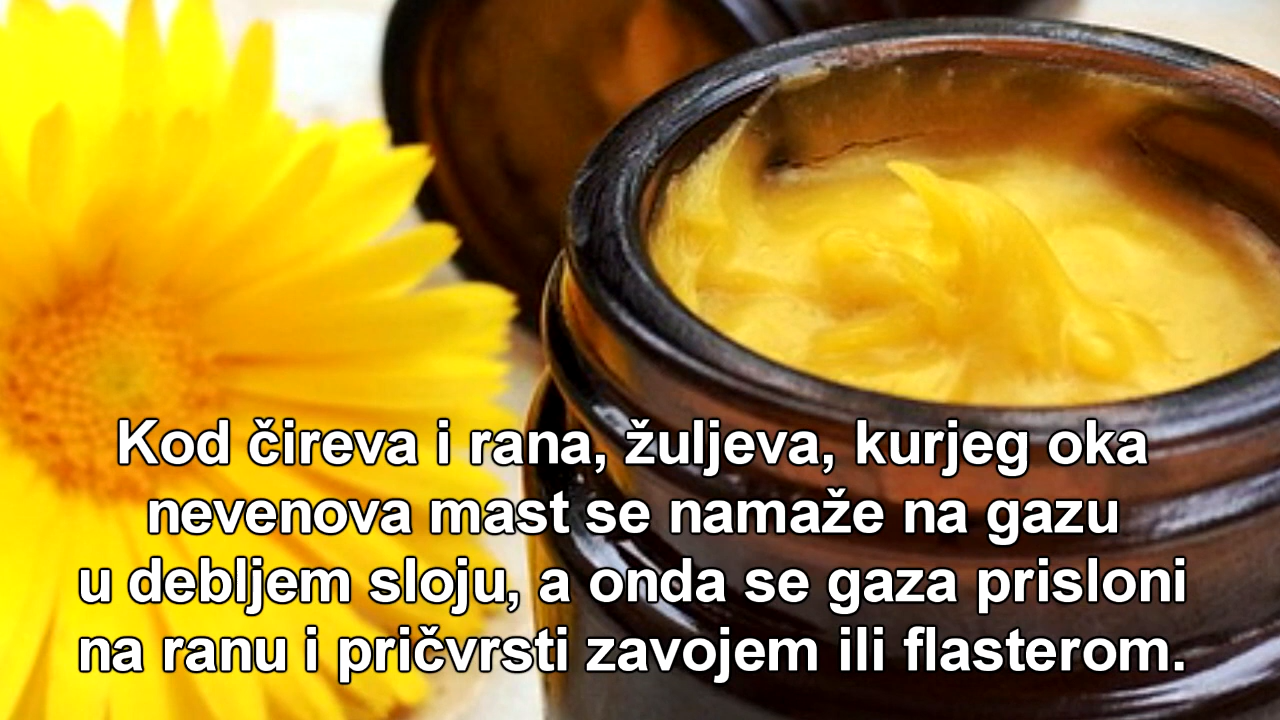 Kod čireva i rana, žuljeva, kurjeg oka
nevenova mast se namaže na gazu
u debljem sloju, a onda se gaza prisloni
na ranu i pričvrsti zavojem ili flasterom.